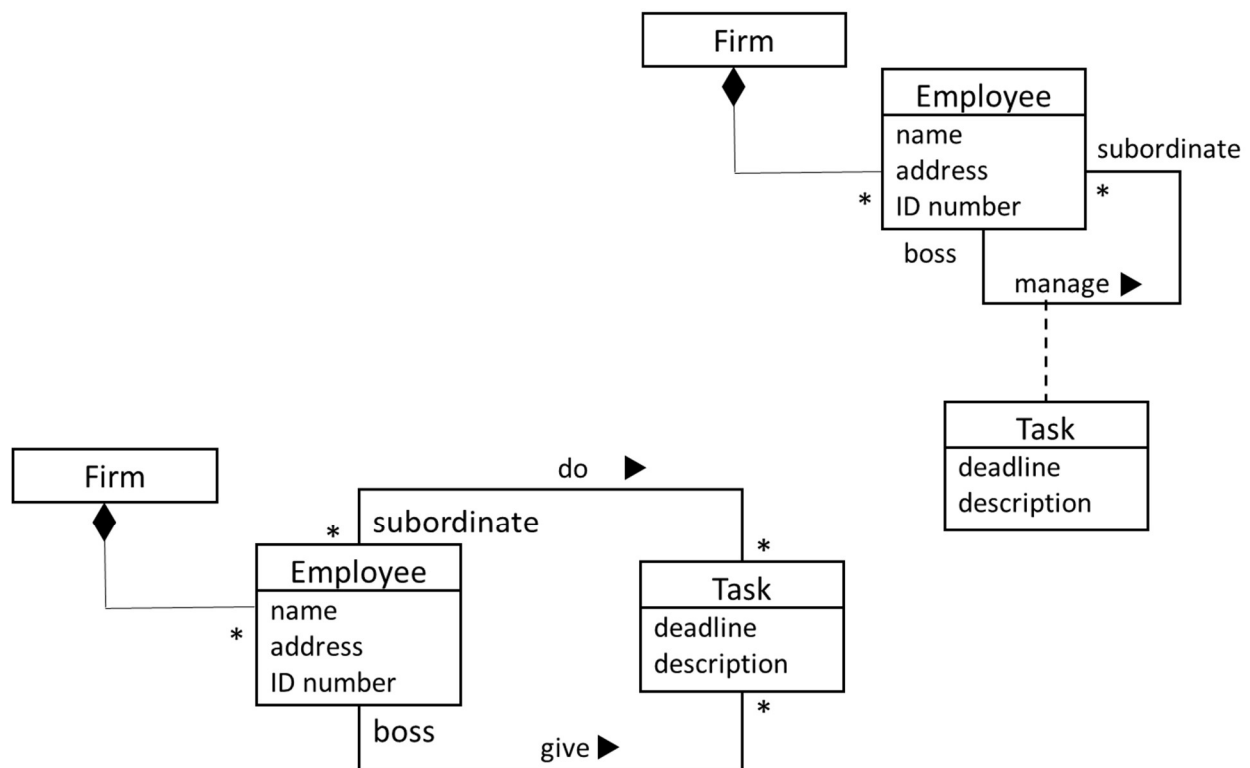 Firm
Employee
name
address
ID number
*
subordinate
*
boss
manage
Task
deadline
description
Firm
*
Employee
name
address
ID number
do
* subordinate
*
Task
deadline
description
*
boss
give